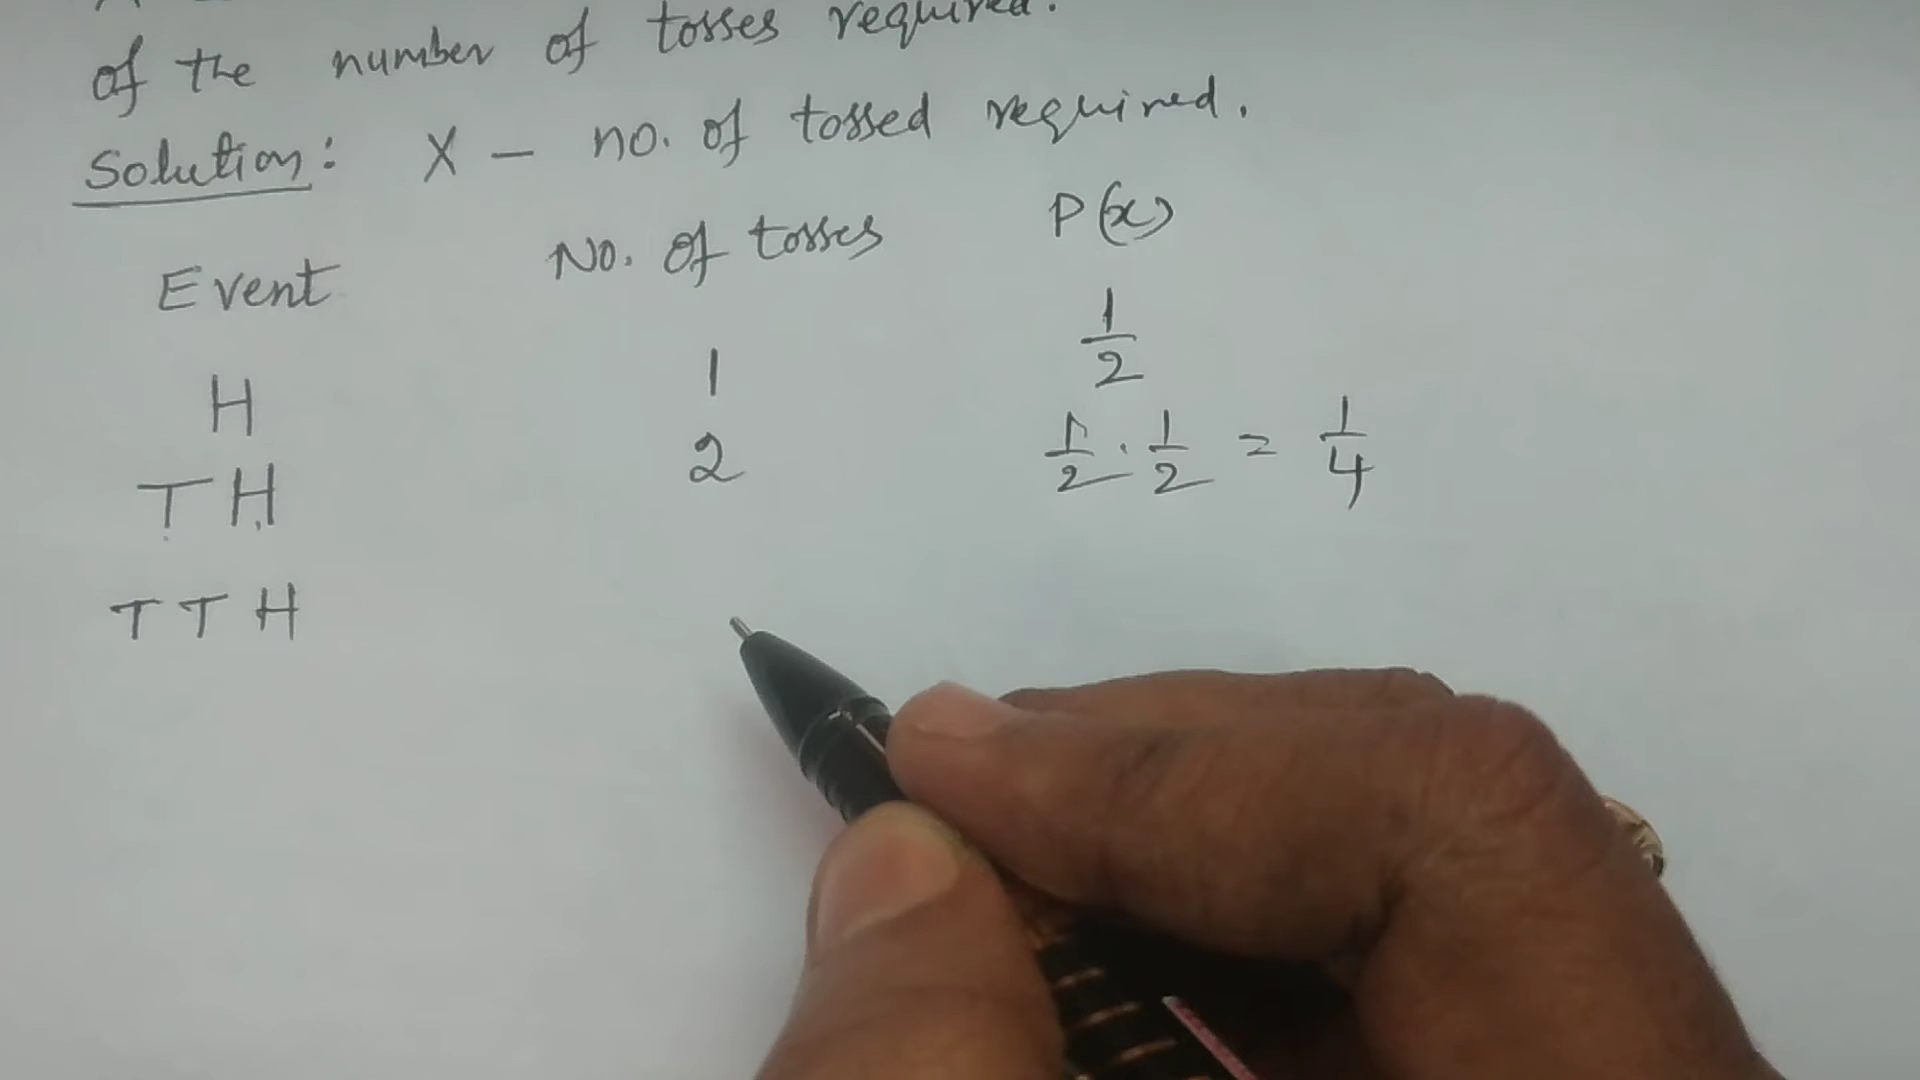 of the number of tosses required.
Solution: X - no. of tossed required.
Event No. of tosses P(x)
H 1 1/2
TH 2 1/2 . 1/2 = 1/4
TTH